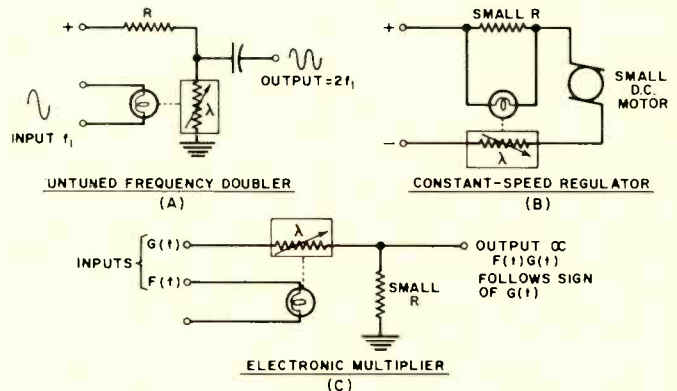 +
R
λ
INPUT f₁
OUTPUT=2f₁
UNTUNED FREQUENCY DOUBLER
(A)
+
SMALL R
SMALL
D.C.
MOTOR
−
λ
CONSTANT-SPEED REGULATOR
(B)
INPUTS
G(t)
F(t)
λ
SMALL
R
OUTPUT ∝
F(t)G(t)
FOLLOWS SIGN
OF G(t)
ELECTRONIC MULTIPLIER
(C)